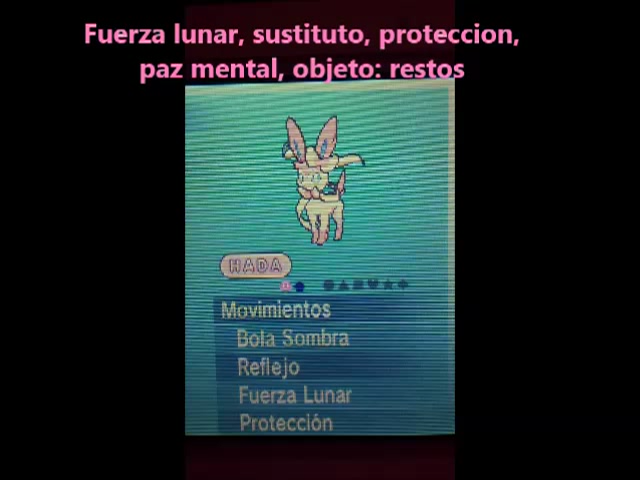 Fuerza lunar, sustituto, proteccion,
paz mental, objeto: restos
HADA
Movimientos
Bola Sombra
Reflejo
Fuerza Lunar
Protección